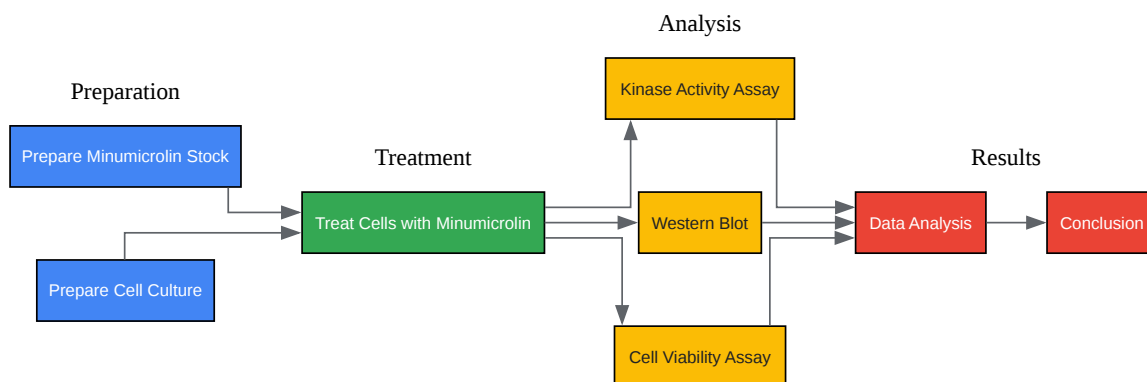 Preparation
Prepare Minumicrolin Stock
Prepare Cell Culture
Treatment
Treat Cells with Minumicrolin
Analysis
Kinase Activity Assay
Western Blot
Cell Viability Assay
Results
Data Analysis
Conclusion